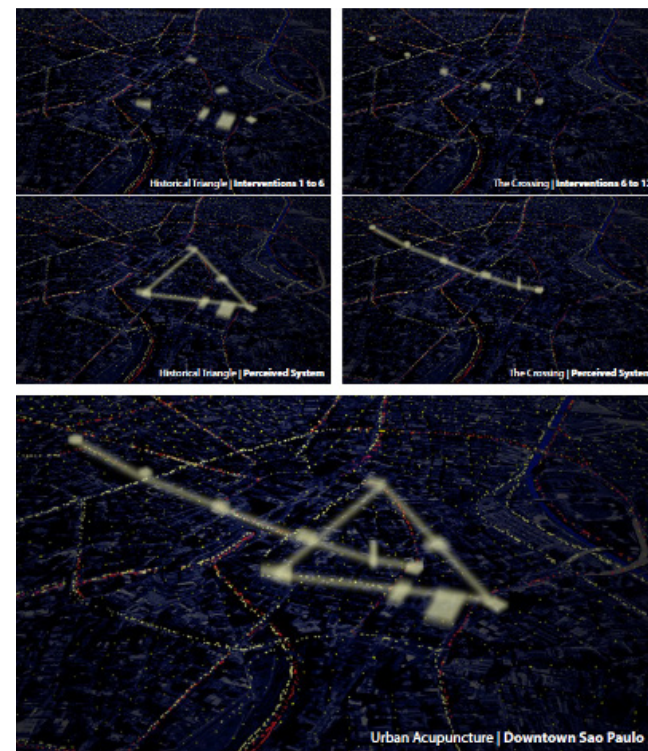 Historical Triangle | Interventions 1 to 6
The Crossing | Interventions 6 to 12
Historical Triangle | Perceived System
The Crossing | Perceived System
Urban Acupuncture | Downtown Sao Paulo